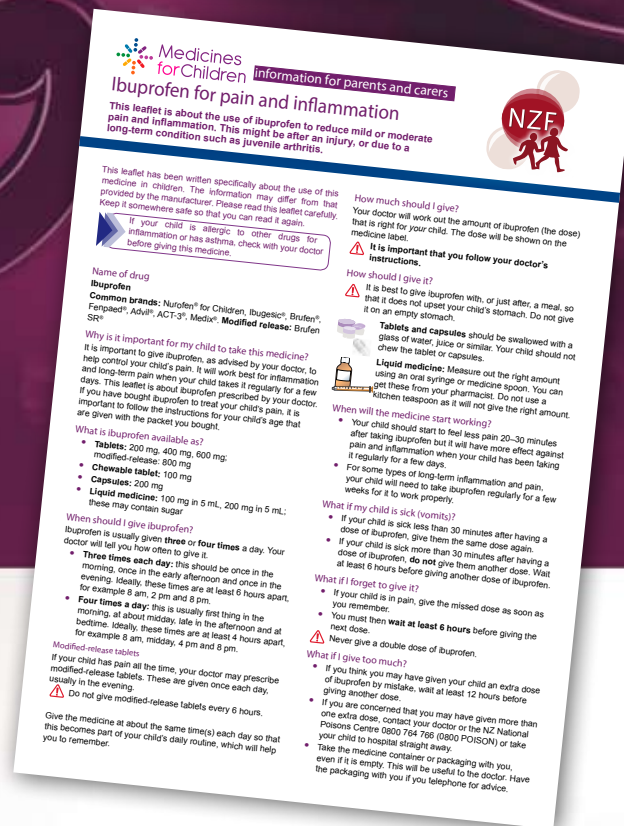 Medicines
forChildren
information for parents and carers
Ibuprofen for pain and inflammation
This leaflet is about the use of ibuprofen to reduce mild or moderate
pain and inflammation. This might be after an injury, or due to a
long-term condition such as juvenile arthritis.
NZF
This leaflet has been written specifically about the use of this
medicine in children. The information may differ from that
provided by the manufacturer. Please read this leaflet carefully.
Keep it somewhere safe so that you can read it again.
If your child is allergic to other drugs for
inflammation or has asthma, check with your doctor
before giving this medicine.
Name of drug
Ibuprofen
Common brands: Nurofen® for Children, Ibugesic®, Brufen®,
Fenpaed®, Advil®, ACT-3®, Medix®. Modified release: Brufen
SR®
Why is it important for my child to take this medicine?
It is important to give ibuprofen, as advised by your doctor, to
help control your child's pain. It will work best for inflammation
and long-term pain when your child takes it regularly for a few
days. This leaflet is about ibuprofen prescribed by your doctor.
If you have bought ibuprofen to treat your child's pain, it is
important to follow the instructions for your child's age that
are given with the packet you bought.
What is ibuprofen available as?
• Tablets: 200 mg, 400 mg, 600 mg;
modified-release: 800 mg
• Chewable tablet: 100 mg
• Capsules: 200 mg
• Liquid medicine: 100 mg in 5 mL, 200 mg in 5 mL;
these may contain sugar
When should I give ibuprofen?
Ibuprofen is usually given three or four times a day. Your
doctor will tell you how often to give it.
• Three times each day: this should be once in the
morning, once in the early afternoon and once in the
evening. Ideally, these times are at least 6 hours apart,
for example 8 am, 2 pm and 8 pm.
• Four times a day: this is usually first thing in the
morning, at about midday, late in the afternoon and at
bedtime. Ideally, these times are at least 4 hours apart,
for example 8 am, midday, 4 pm and 8 pm.
Modified-release tablets
If your child has pain all the time, your doctor may prescribe
modified-release tablets. These are given once each day,
usually in the evening.
Do not give modified-release tablets every 6 hours.
Give the medicine at about the same time(s) each day so that
this becomes part of your child's daily routine, which will help
you to remember.
How much should I give?
Your doctor will work out the amount of ibuprofen (the dose)
that is right for your child. The dose will be shown on the
medicine label.
It is important that you follow your doctor's
instructions.
How should I give it?
It is best to give ibuprofen with, or just after, a meal, so
that it does not upset your child's stomach. Do not give
it on an empty stomach.
Tablets and capsules should be swallowed with a
glass of water, juice or similar. Your child should not
chew the tablet or capsules.
Liquid medicine: Measure out the right amount
using an oral syringe or medicine spoon. You can
get these from your pharmacist. Do not use a
kitchen teaspoon as it will not give the right amount.
When will the medicine start working?
• Your child should start to feel less pain 20–30 minutes
after taking ibuprofen but it will have more effect against
pain and inflammation when your child has been taking
it regularly for a few days.
• For some types of long-term inflammation and pain,
your child will need to take ibuprofen regularly for a few
weeks for it to work properly.
What if my child is sick (vomits)?
• If your child is sick less than 30 minutes after having a
dose of ibuprofen, give them the same dose again.
• If your child is sick more than 30 minutes after having a
dose of ibuprofen, do not give them another dose. Wait
at least 6 hours before giving another dose of ibuprofen.
What if I forget to give it?
• If your child is in pain, give the missed dose as soon as
you remember.
• You must then wait at least 6 hours before giving the
next dose.
Never give a double dose of ibuprofen.
What if I give too much?
• If you think you may have given your child an extra dose
of ibuprofen by mistake, wait at least 12 hours before
giving another dose.
• If you are concerned that you may have given more than
one extra dose, contact your doctor or the NZ National
Poisons Centre 0800 764 766 (0800 POISON) or take
your child to hospital straight away.
• Take the medicine container or packaging with you,
even if it is empty. This will be useful to the doctor. Have
the packaging with you if you telephone for advice.